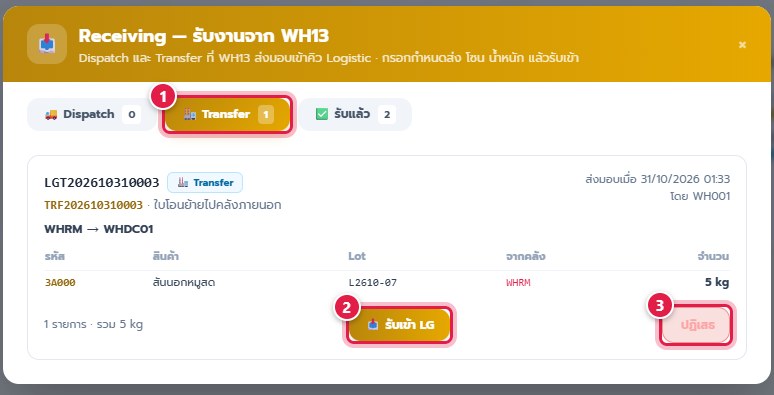 Receiving — รับงานจาก WH13
Dispatch และ Transfer ที่ WH13 ส่งมอบเข้าคิว Logistic · กรอกกำหนดส่ง โซน น้ำหนัก แล้วรับเข้า
×
1
Dispatch 0
Transfer 1
รับแล้ว 2
LGT202610310003 Transfer
ส่งมอบเมื่อ 31/10/2026 01:33
TRF202610310003 · ใบโอนย้ายไปคลังภายนอก
โดย WH001
WHRM → WHDC01
รหัส สินค้า Lot จากคลัง จำนวน
3A000 สันนอกหมูสด L2610-07 WHRM 5 kg
2
3
1 รายการ · รวม 5 kg
รับเข้า LG
ปฏิเสธ